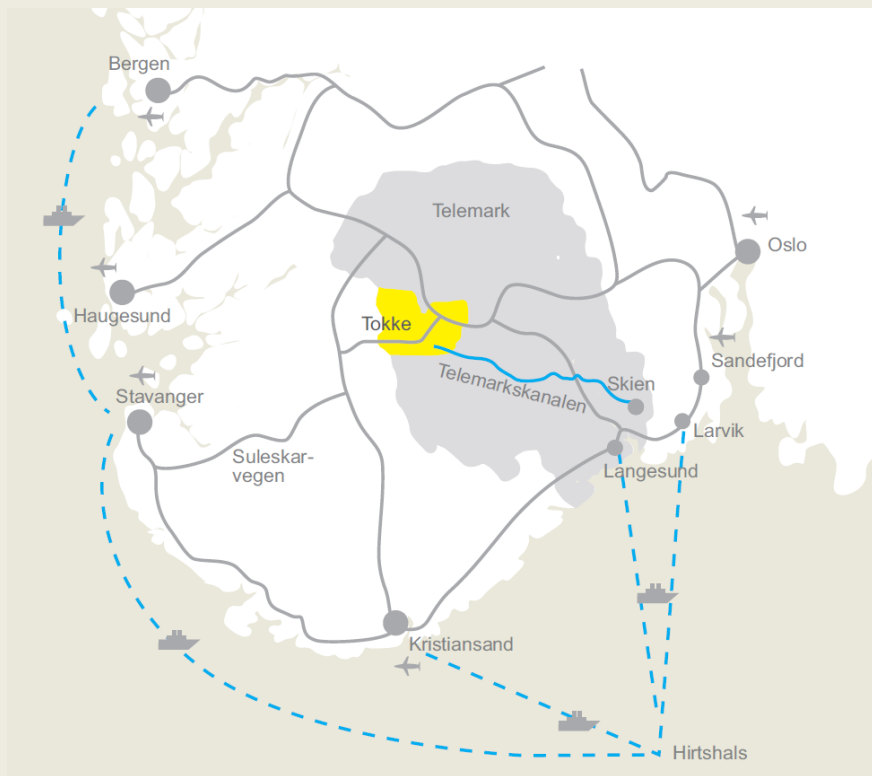 Bergen
Telemark
Oslo
Haugesund
Tokke
Sandefjord
Telemarkskanalen
Skien
Stavanger
Larvik
Suleskar-
vegen
Langesund
Kristiansand
Hirtshals